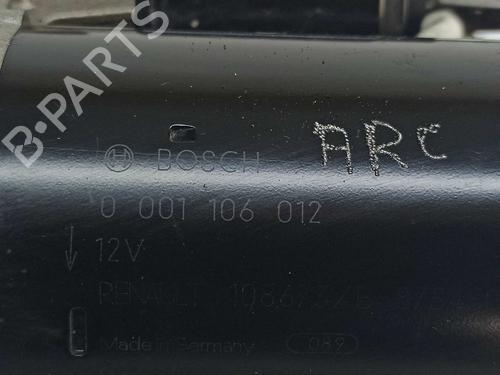 B-PARTS
BOSCH ARC
0 001 106 012
12V
RENAULT
Made in Germany 089